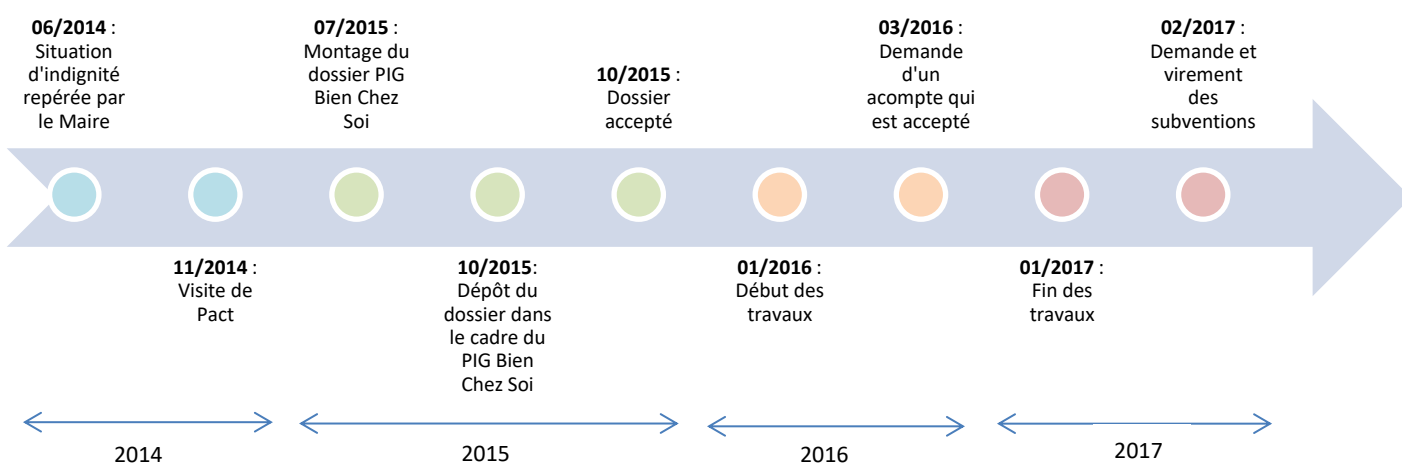 06/2014 :
Situation
d'indignité
repérée par
le Maire
07/2015 :
Montage du
dossier PIG
Bien Chez
Soi
10/2015 :
Dossier
accepté
03/2016 :
Demande
d'un
acompte qui
est accepté
02/2017 :
Demande et
virement
des
subventions
11/2014 :
Visite de
Pact
10/2015:
Dépôt du
dossier dans
le cadre du
PIG Bien
Chez Soi
01/2016 :
Début des
travaux
01/2017 :
Fin des
travaux
2014
2015
2016
2017